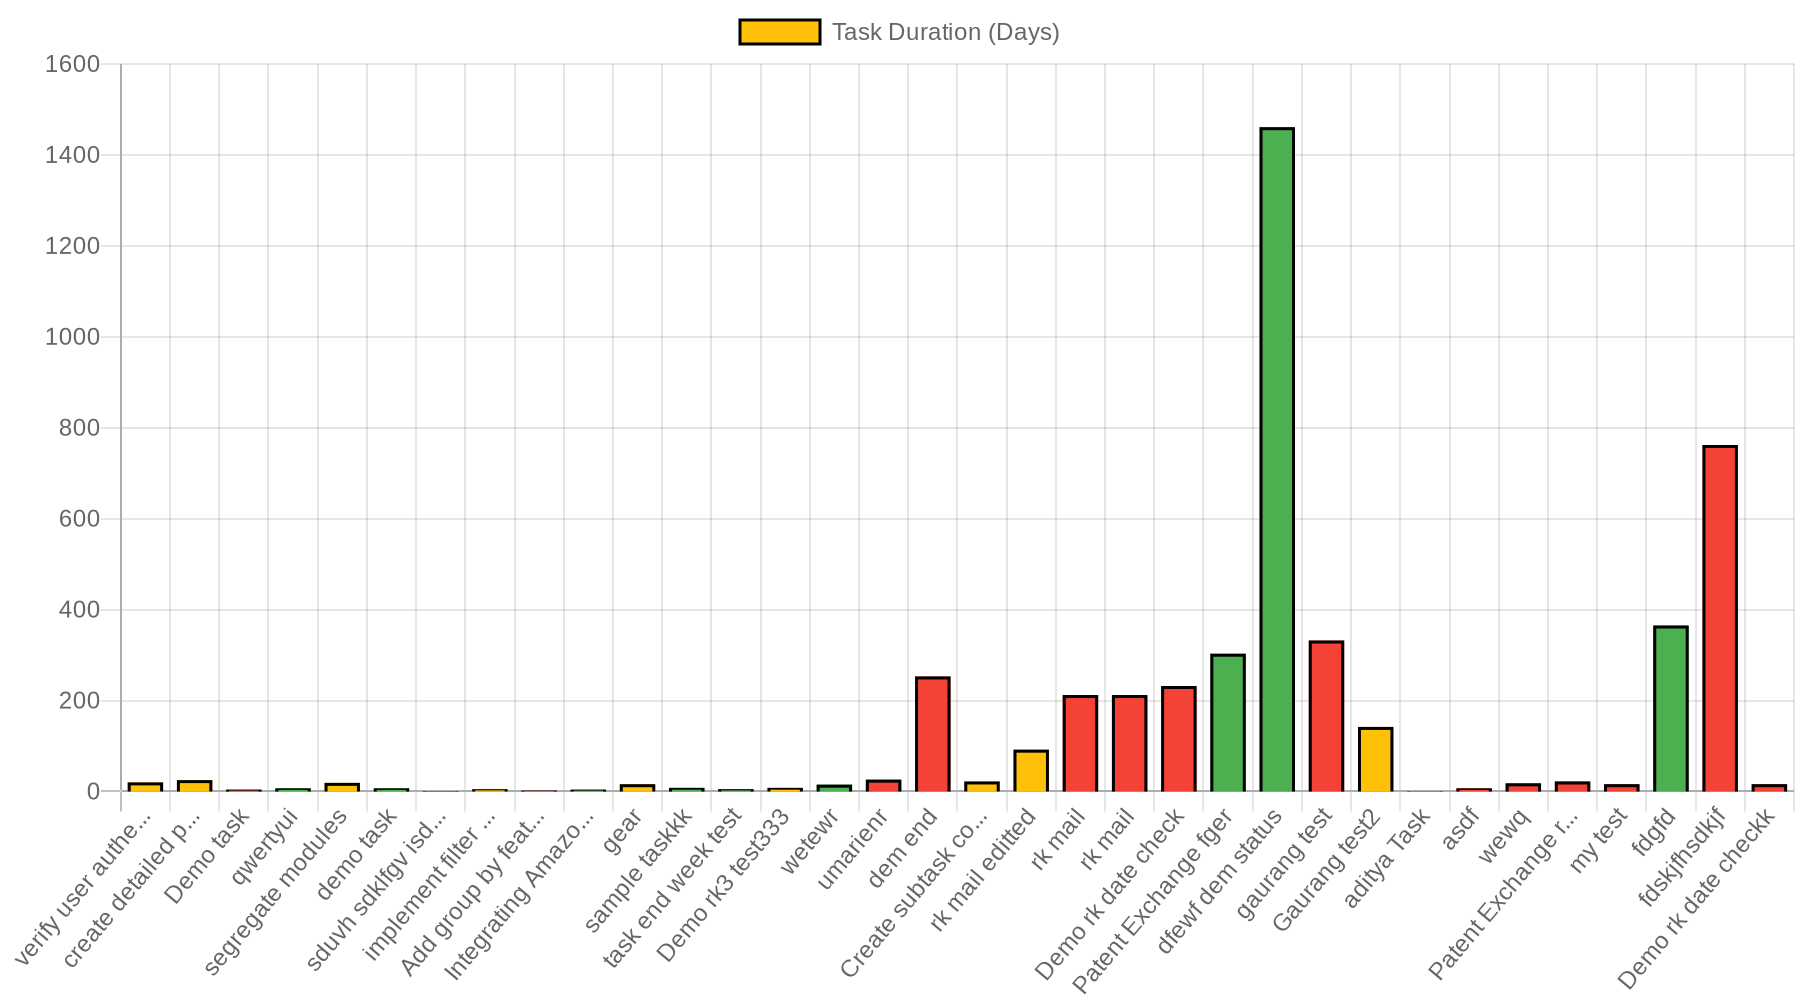 Task Duration (Days)
1600
1400
1200
1000
800
600
400
200
0
verify user authe...
create detailed p...
Demo task
qwertyui
segregate modules
demo task
sduvh sdklfgv isd...
implement filter ...
Add group by feat...
Integrating Amazo...
gear
sample taskkk
task end week test
Demo rk3 test333
wetewr
umarienr
dem end
Create subtask co...
rk mail editted
rk mail
rk mail
Demo rk date check
Patent Exchange fger
dfewf dem status
gaurang test
Gaurang test2
aditya Task
asdf
wewq
Patent Exchange r...
my test
fdgfd
fdskjfhsdkjf
Demo rk date checkk